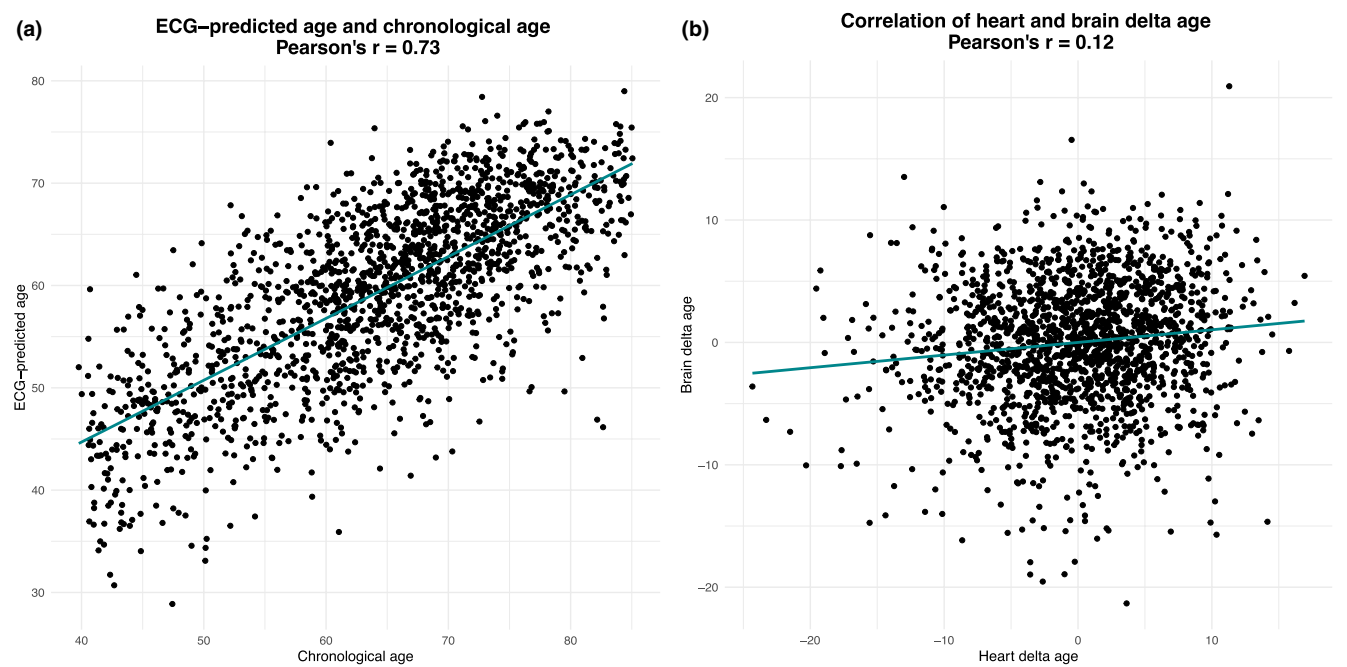 (a)
ECG−predicted age and chronological age
Pearson's r = 0.73
80
70
60
50
40
30
ECG−predicted age
40 50 60 70 80
Chronological age
(b)
Correlation of heart and brain delta age
Pearson's r = 0.12
20
10
0
−10
−20
Brain delta age
−20 −10 0 10
Heart delta age